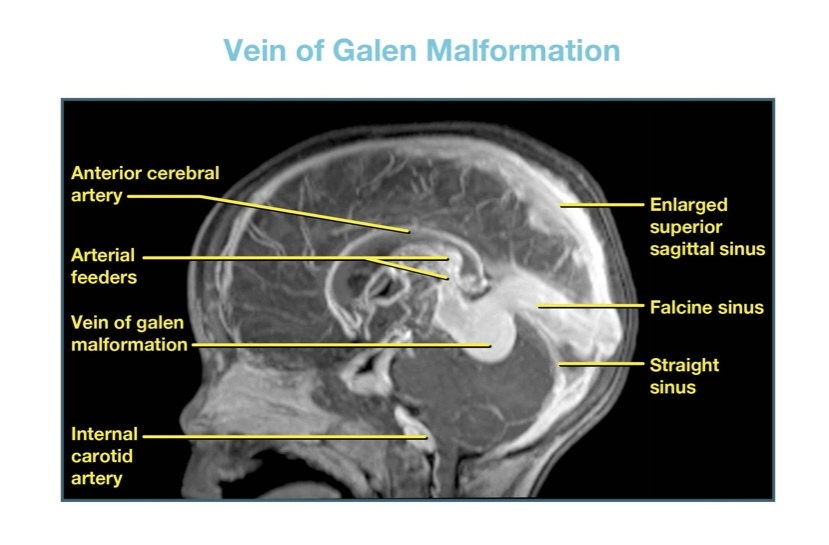 Vein of Galen Malformation
Anterior cerebral
artery
Arterial
feeders
Vein of galen
malformation
Internal
carotid
artery
Enlarged
superior
sagittal sinus
Falcine sinus
Straight
sinus